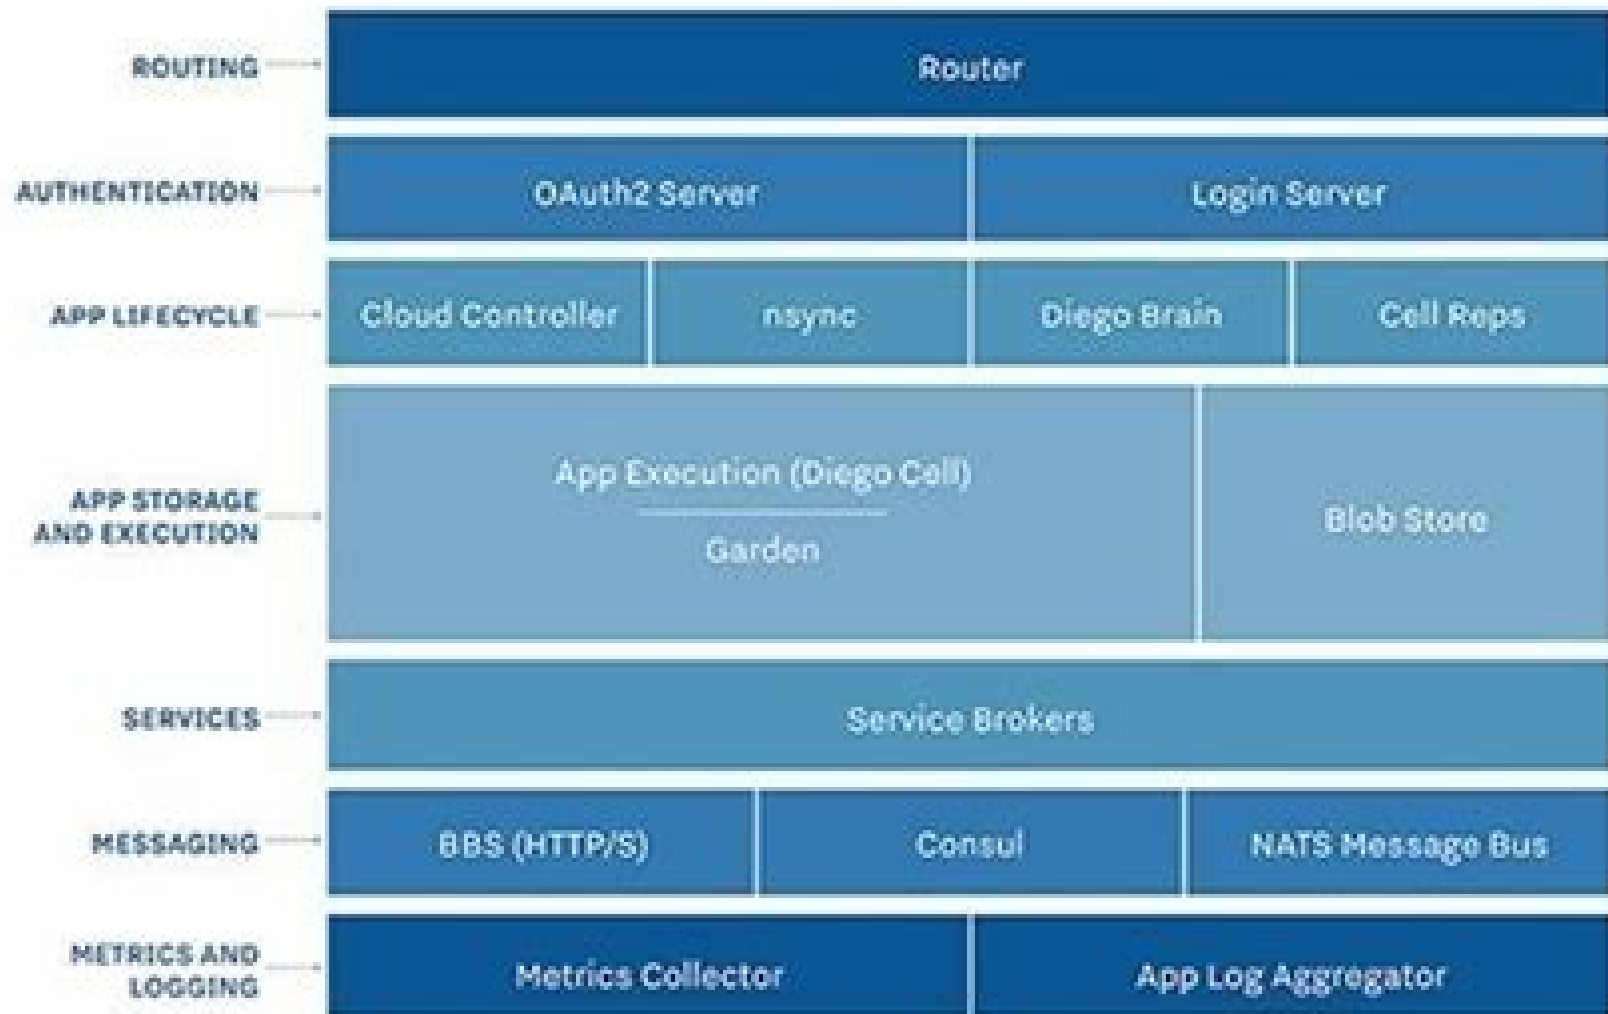 ROUTING
Router
AUTHENTICATION
OAuth2 Server
Login Server
APP LIFECYCLE
Cloud Controller
nsync
Diego Brain
Cell Reps
APP STORAGE
AND EXECUTION
App Execution (Diego Cell)
Garden
Blob Store
SERVICES
Service Brokers
MESSAGING
BBS (HTTP/S)
Consul
NATS Message Bus
METRICS AND
LOGGING
Metrics Collector
App Log Aggregator